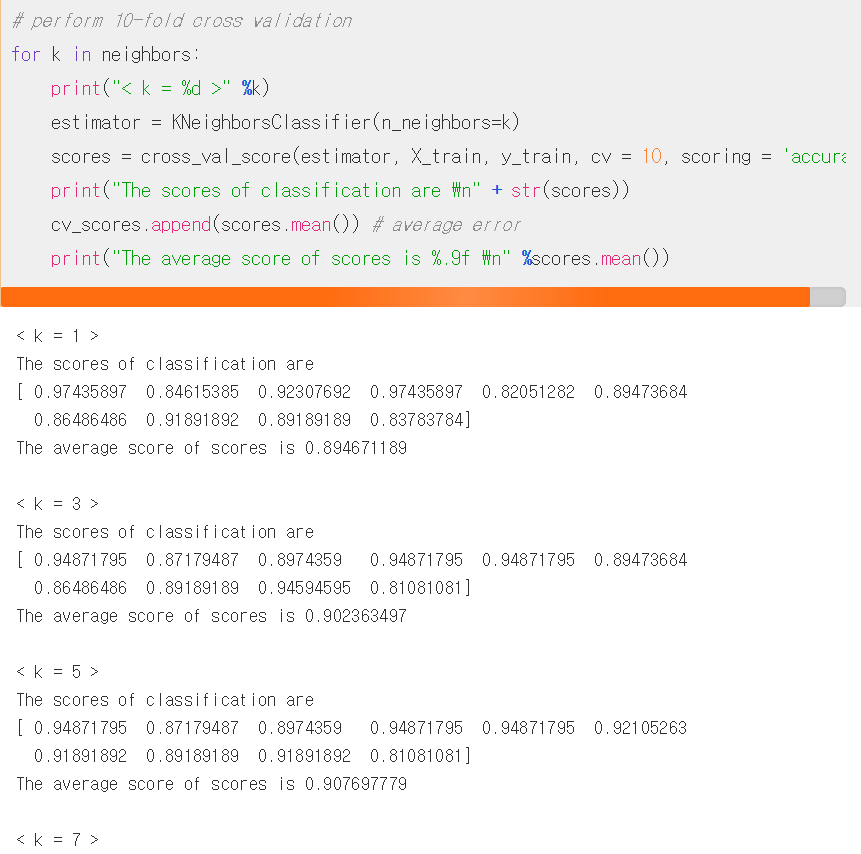 # perform 10-fold cross validation
for k in neighbors:
    print("< k = %d >" %k)
    estimator = KNeighborsClassifier(n_neighbors=k)
    scores = cross_val_score(estimator, X_train, y_train, cv = 10, scoring = 'accura
    print("The scores of classification are ₩n" + str(scores))
    cv_scores.append(scores.mean()) # average error
    print("The average score of scores is %.9f ₩n" %scores.mean())
< k = 1 >
The scores of classification are
[ 0.97435897  0.84615385  0.92307692  0.97435897  0.82051282  0.89473684
  0.86486486  0.91891892  0.89189189  0.83783784]
The average score of scores is 0.894671189
< k = 3 >
The scores of classification are
[ 0.94871795  0.87179487  0.8974359   0.94871795  0.94871795  0.89473684
  0.86486486  0.89189189  0.94594595  0.81081081]
The average score of scores is 0.902363497
< k = 5 >
The scores of classification are
[ 0.94871795  0.87179487  0.8974359   0.94871795  0.94871795  0.92105263
  0.91891892  0.89189189  0.91891892  0.81081081]
The average score of scores is 0.907697779
< k = 7 >